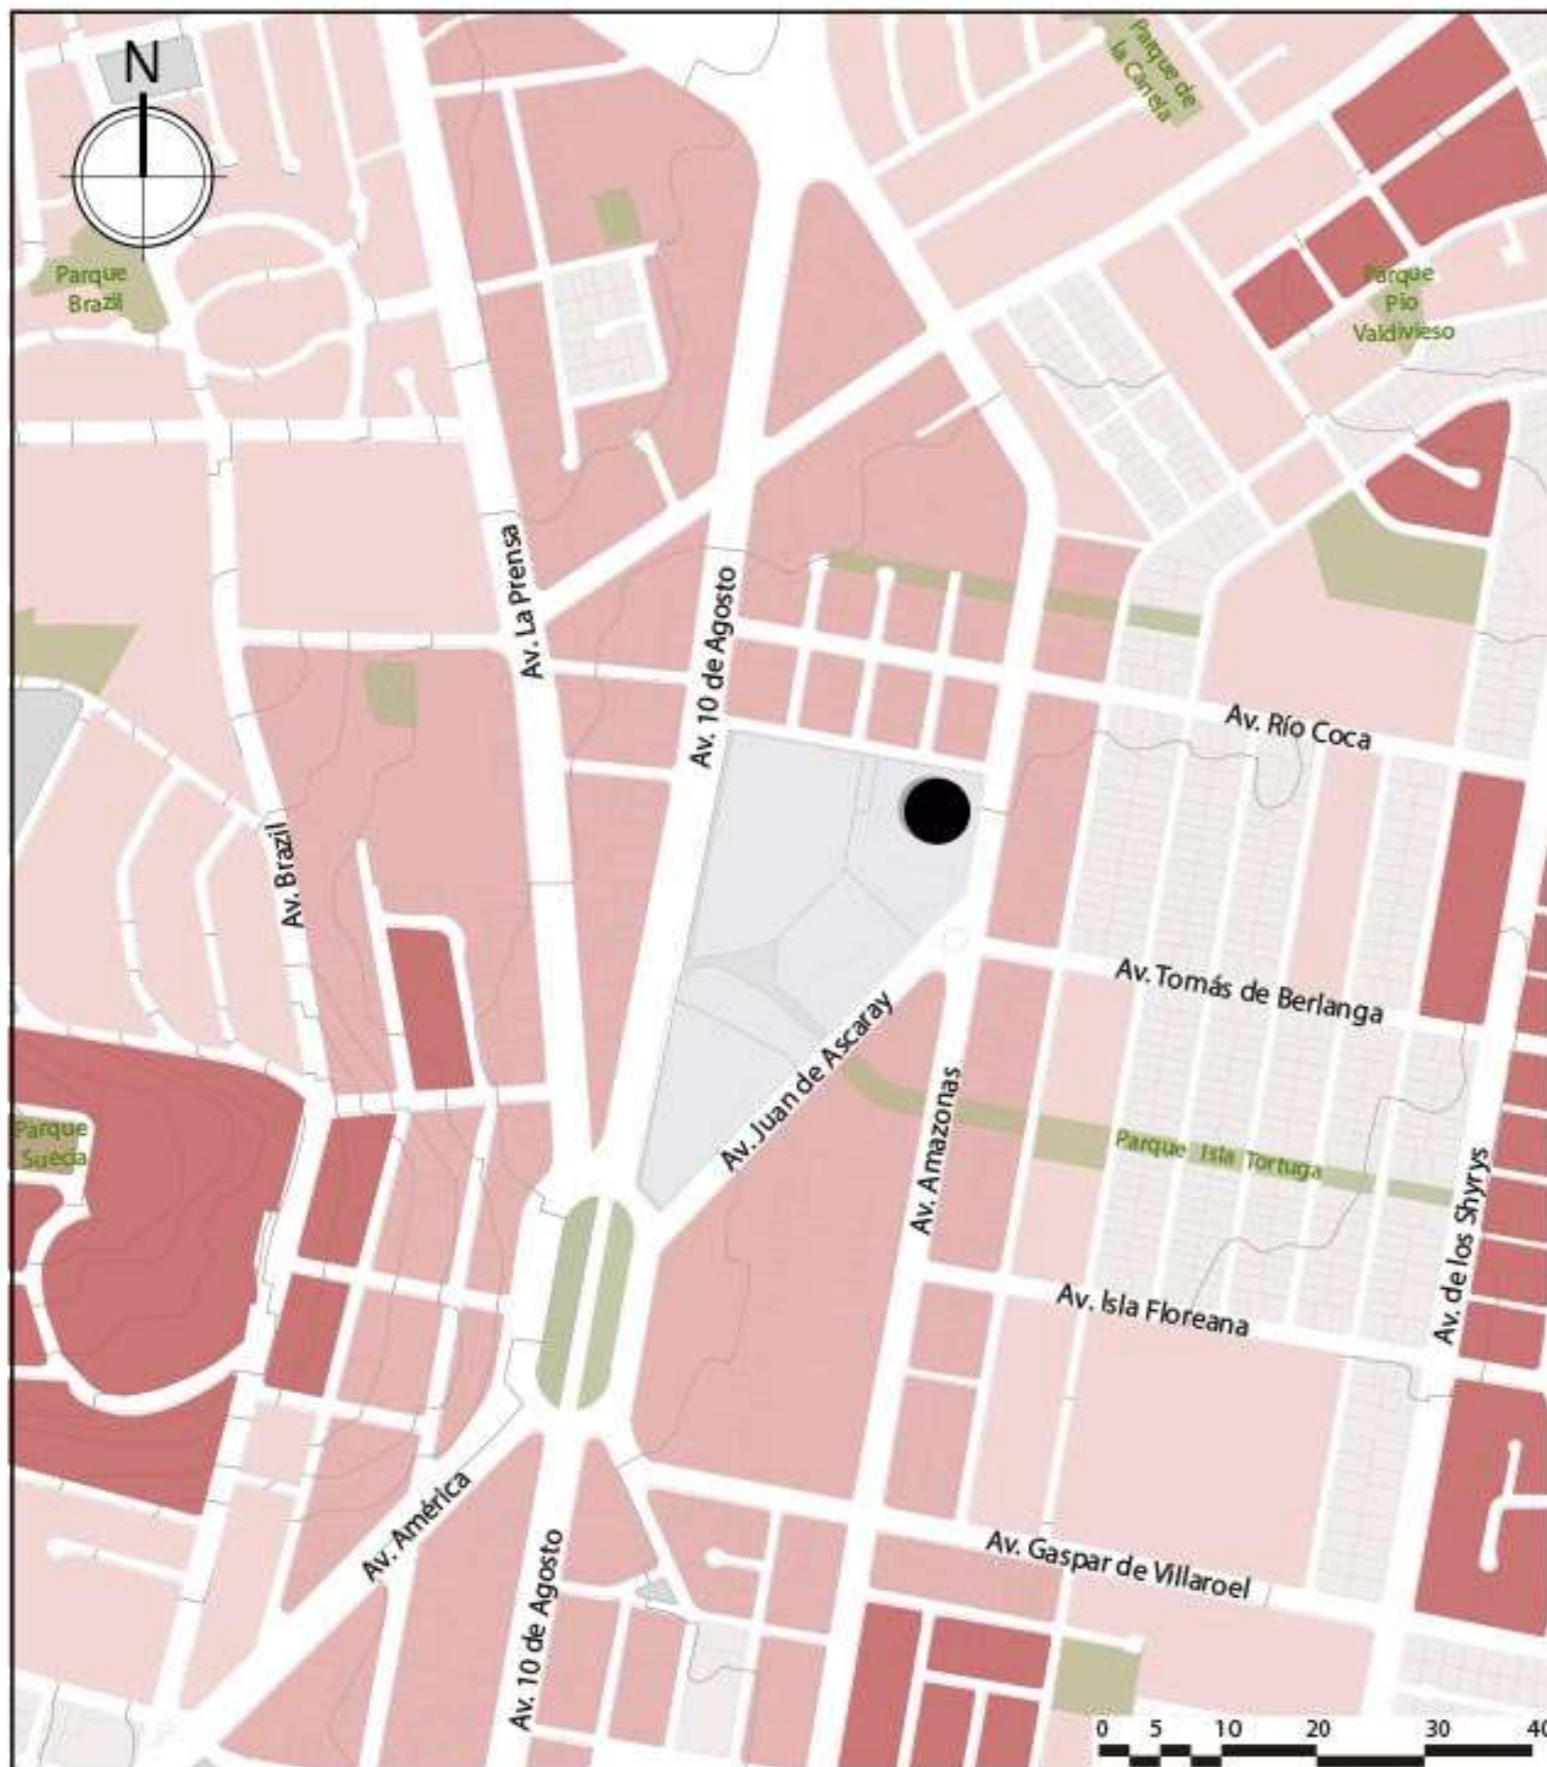 N
Parque de
la Canela
Parque
Brazil
Parque
Pío
Valdivieso
Av. La Prensa
Av. 10 de Agosto
Av. Río Coca
Av. Brazil
Av. Tomás de Berlanga
Av. Juan de Ascaray
Av. Amazonas
Parque
Suecia
Parque Isla Tortuga
Av. de los Shyrys
Av. Isla Floreana
Av. América
Av. Gaspar de Villaroel
Av. 10 de Agosto
0 5 10 20 30 40